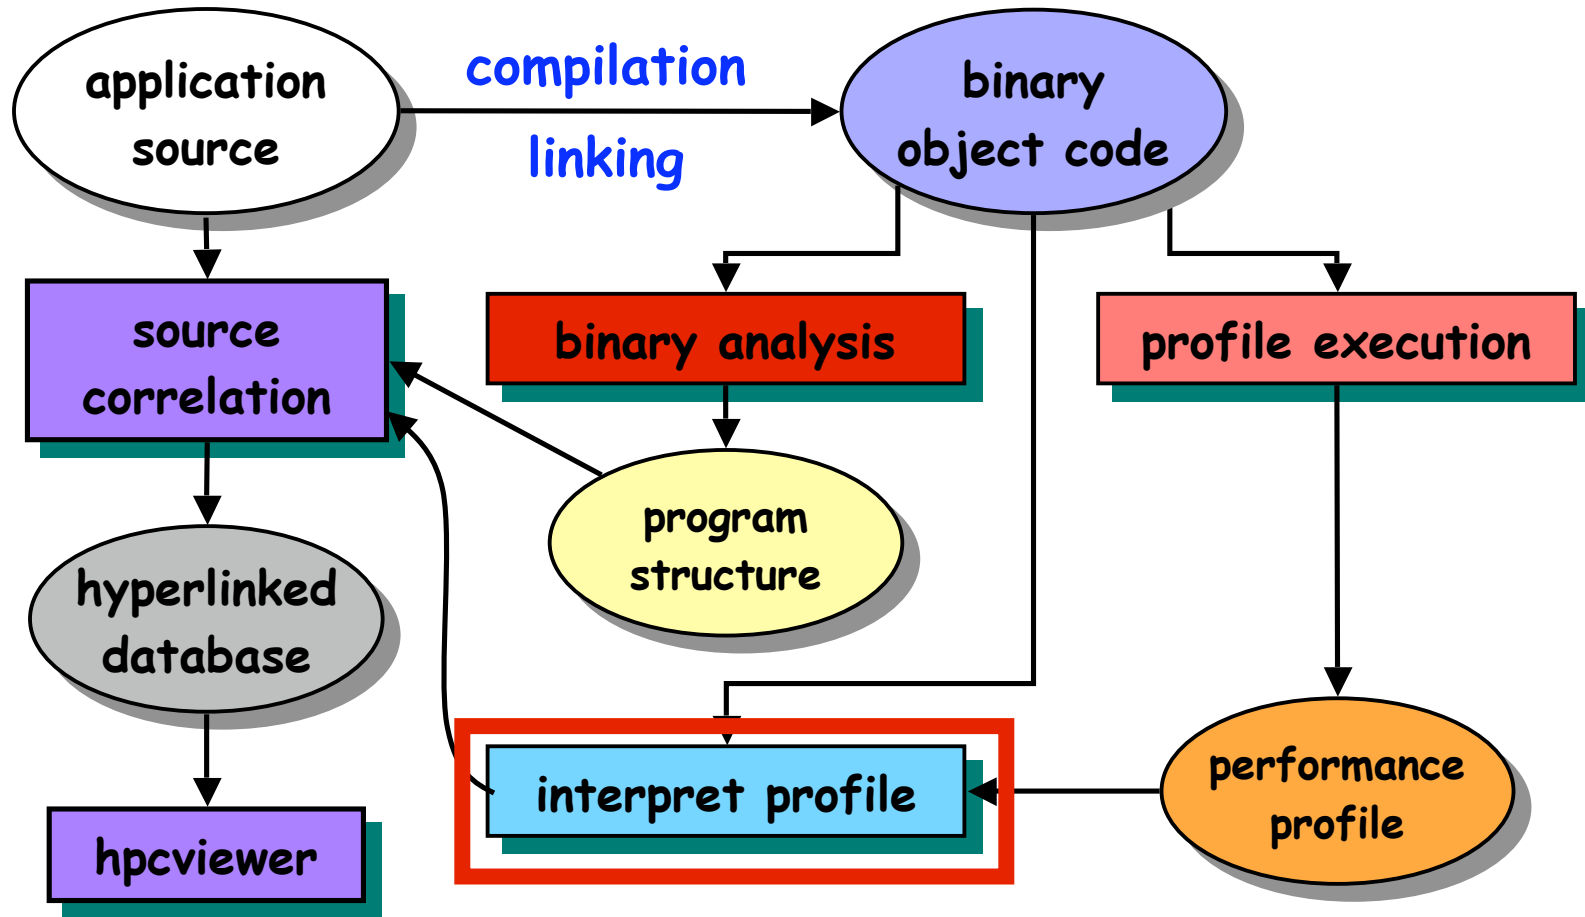 application
source
compilation
linking
binary
object code
source
correlation
binary analysis
profile execution
program
structure
hyperlinked
database
interpret profile
performance
profile
hpcviewer